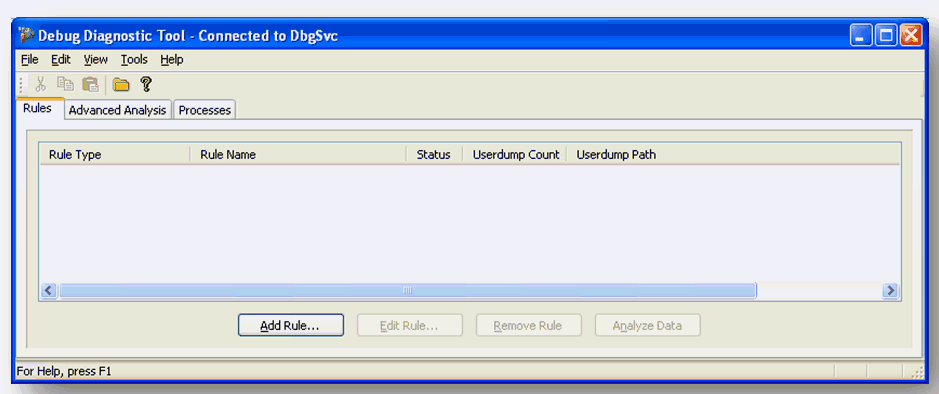 Debug Diagnostic Tool - Connected to DbgSvc
File Edit View Tools Help
Rules Advanced Analysis Processes
Rule Type Rule Name Status Userdump Count Userdump Path
Add Rule... Edit Rule... Remove Rule Analyze Data
For Help, press F1